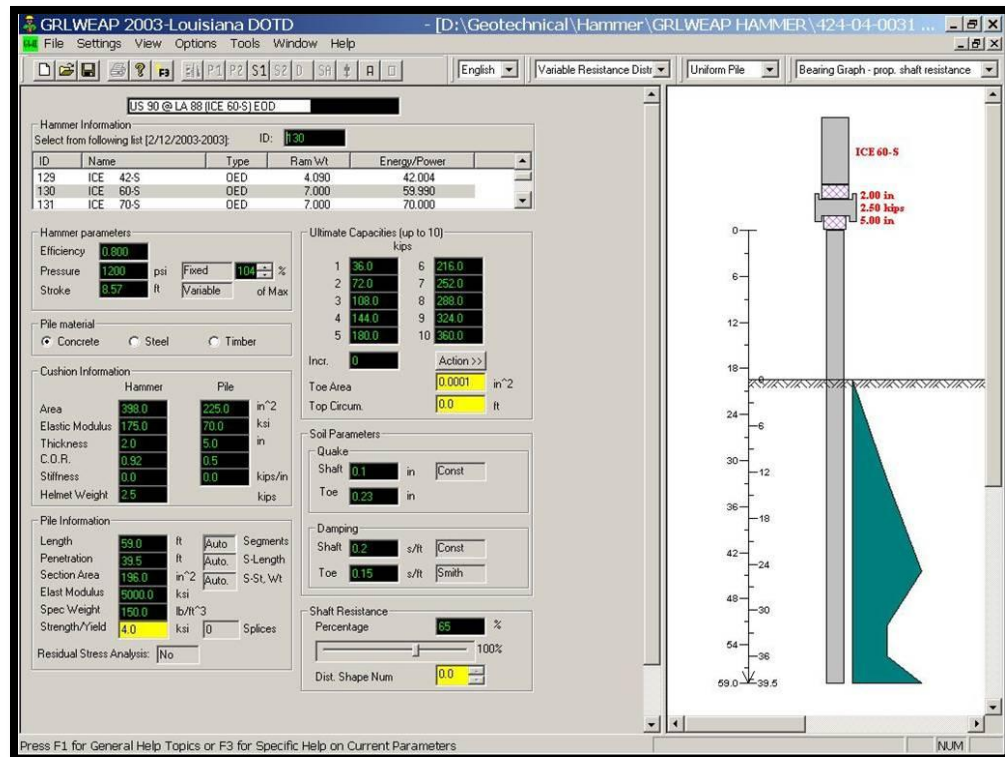 GRLWEAP 2003-Louisiana DOTD - [D:\Geotechnical\Hammer\GRLWEAP HAMMER\424-04-0031 ...
File Settings View Options Tools Window Help
F3 P1 P2 S1 S2 D SA A English Variable Resistance Distr Uniform Pile Bearing Graph - prop. shaft resistance
US 90 @ LA 88 (ICE 60-S) EOD
Hammer Information
Select from following list [2/12/2003-2003]: ID: 130
ID Name Type Ram Wt Energy/Power
129 ICE 42-S OED 4.090 42.004
130 ICE 60-S OED 7.000 59.990
131 ICE 70-S OED 7.000 70.000
Hammer parameters
Efficiency 0.800
Pressure 1200 psi Fixed 104 %
Stroke 8.57 ft Variable of Max
Pile material
Concrete Steel Timber
Cushion Information
Hammer Pile
Area 398.0 225.0 in^2
Elastic Modulus 175.0 70.0 ksi
Thickness 2.0 5.0 in
C.O.R. 0.92 0.5
Stiffness 0.0 0.0 kips/in
Helmet Weight 2.5 kips
Pile Information
Length 59.0 ft Auto Segments
Penetration 39.5 ft Auto. S-Length
Section Area 196.0 in^2 Auto. S-St, Wt
Elast Modulus 5000.0 ksi
Spec Weight 150.0 lb/ft^3
Strength/Yield 4.0 ksi 0 Splices
Residual Stress Analysis: No
Ultimate Capacities (up to 10)
kips
1 36.0 6 216.0
2 72.0 7 252.0
3 108.0 8 288.0
4 144.0 9 324.0
5 180.0 10 360.0
Incr. 0 Action >>
Toe Area 0.0001 in^2
Top Circum. 0.0 ft
Soil Parameters
Quake
Shaft 0.1 in Const
Toe 0.23 in
Damping
Shaft 0.2 s/ft Const
Toe 0.15 s/ft Smith
Shaft Resistance
Percentage 65 %
100%
Dist. Shape Num 0.0
ICE 60-S
2.00 in
2.50 kips
5.00 in
0
6
12
18
0
24
6
30
12
36
18
42
24
48
30
54
36
59.0 39.5
Press F1 for General Help Topics or F3 for Specific Help on Current Parameters NUM